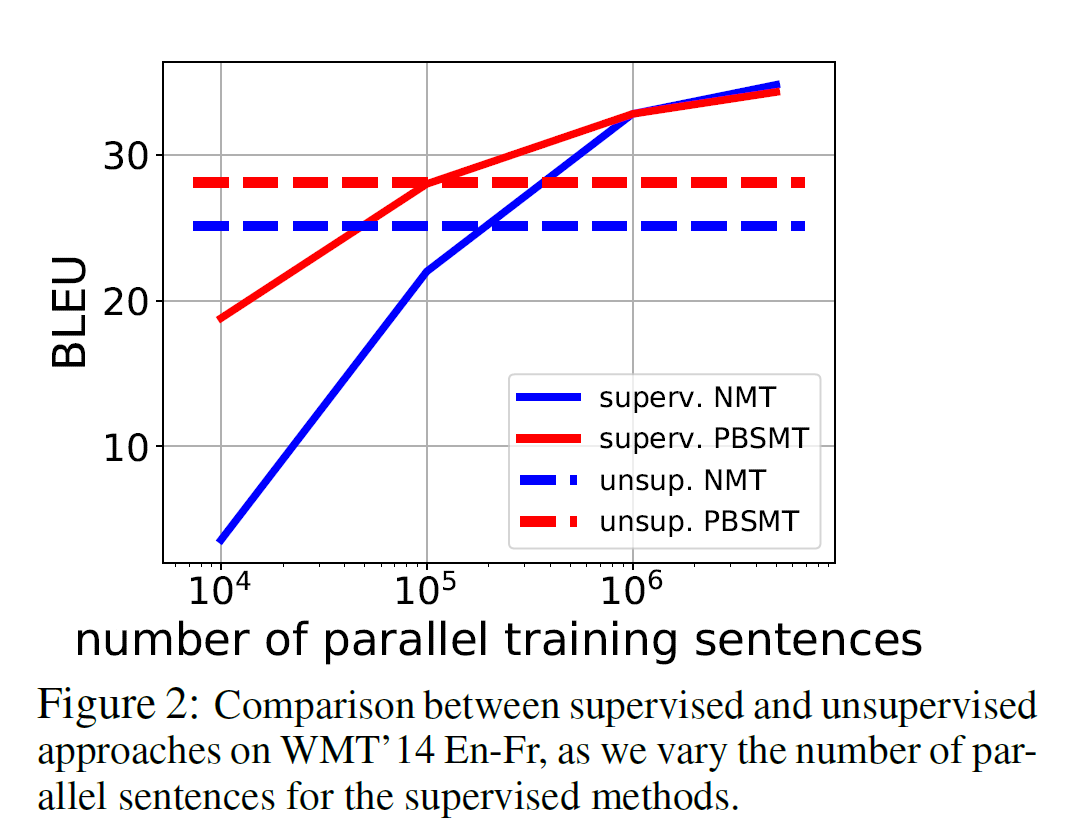 30
20
10
BLEU
superv. NMT
superv. PBSMT
unsup. NMT
unsup. PBSMT
10⁴ 10⁵ 10⁶
number of parallel training sentences
Figure 2: Comparison between supervised and unsupervised
approaches on WMT’14 En-Fr, as we vary the number of par-
allel sentences for the supervised methods.